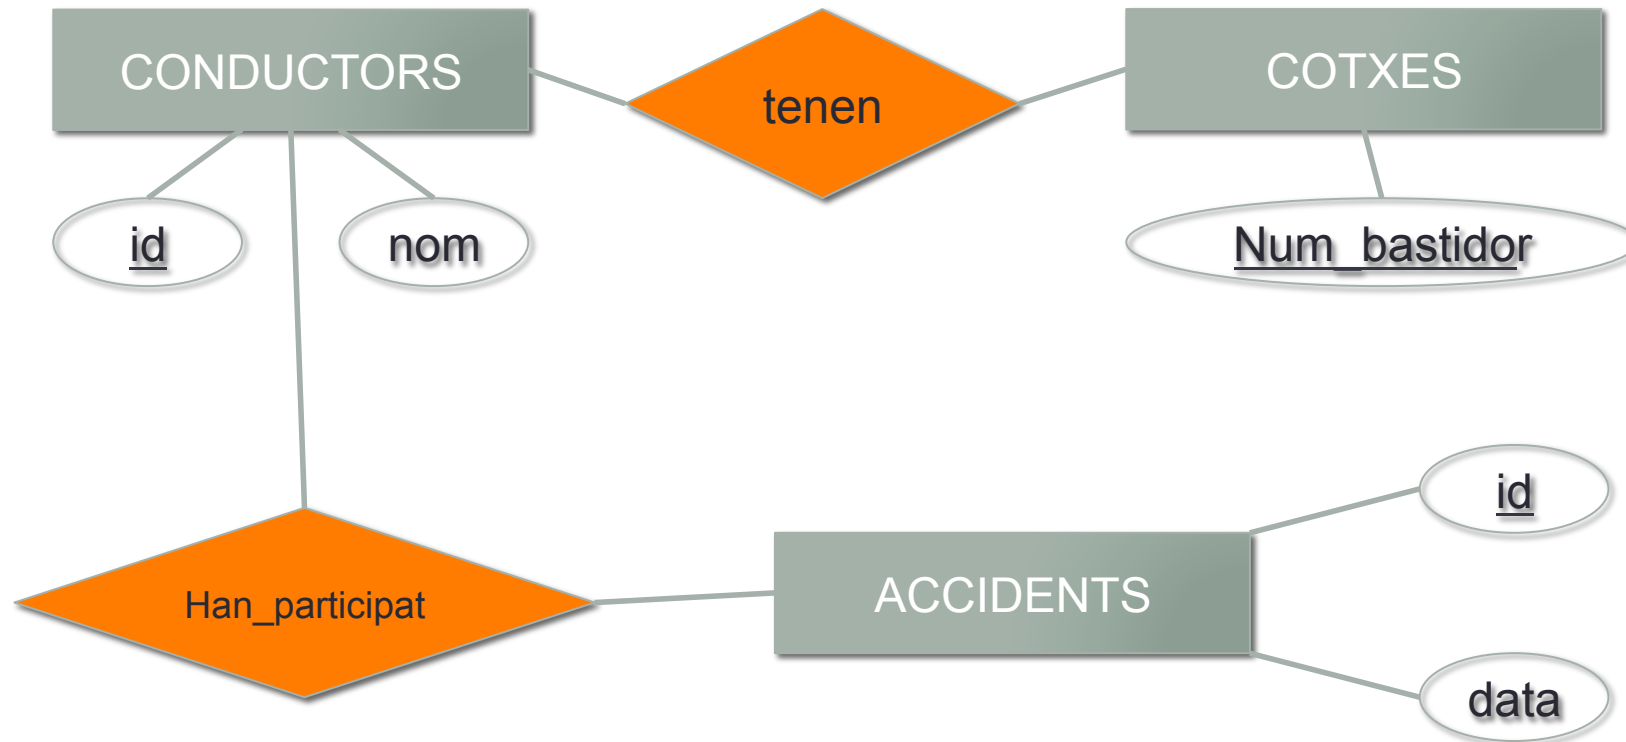 CONDUCTORS
tenen
COTXES
id
nom
Num_bastidor
id
Han_participat
ACCIDENTS
data